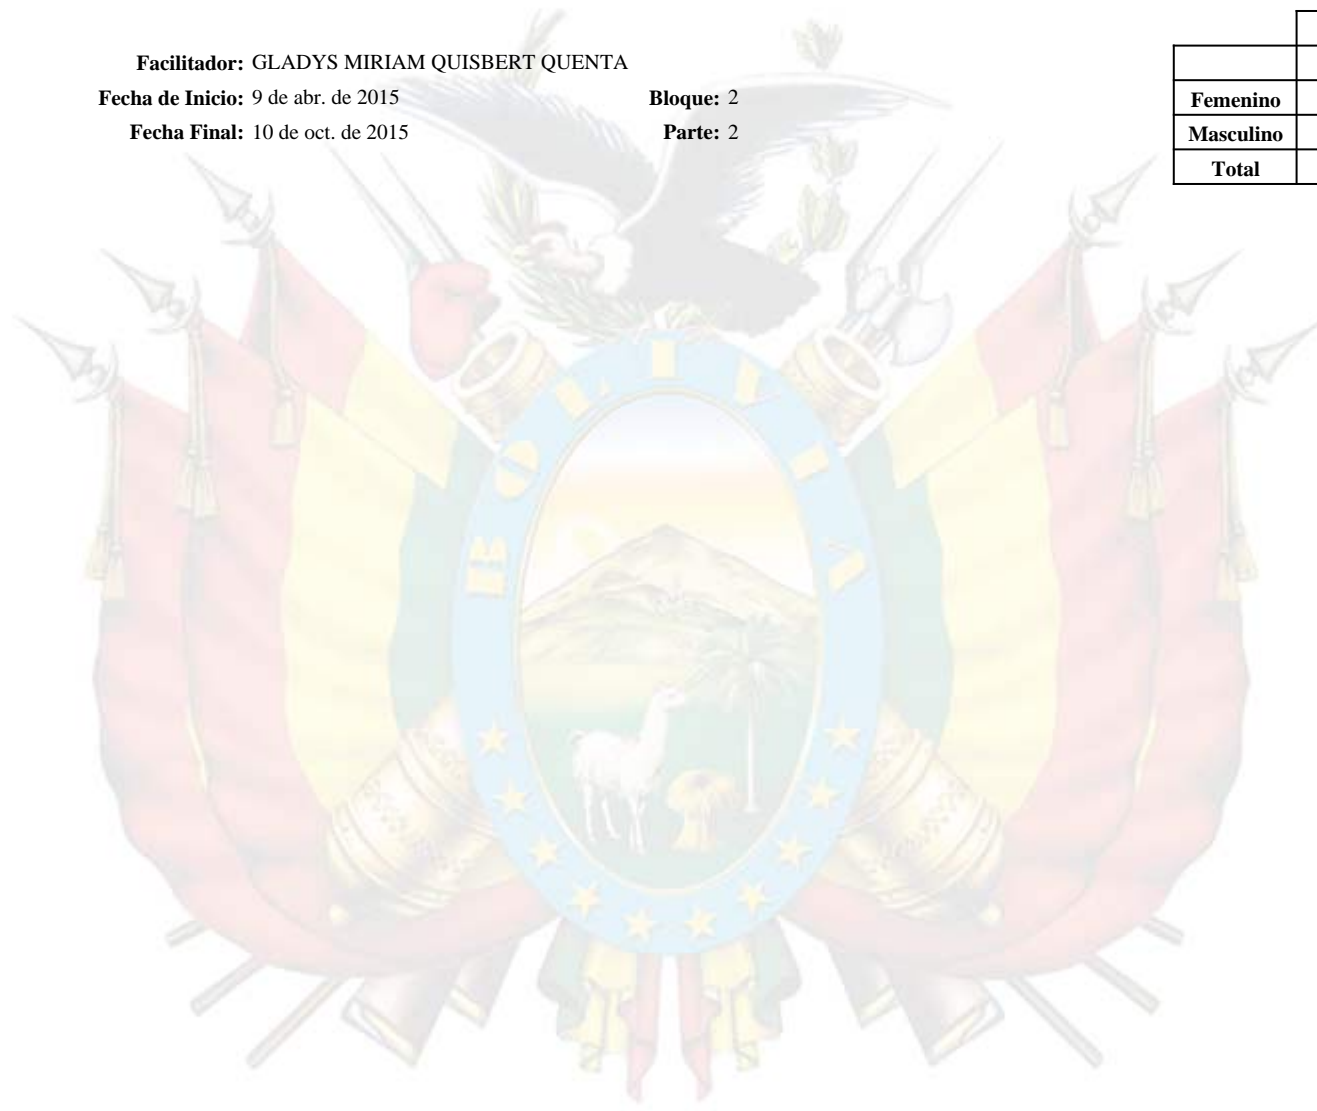 Facilitador: GLADYS MIRIAM QUISBERT QUENTA
Fecha de Inicio: 9 de abr. de 2015 Bloque: 2
Fecha Final: 10 de oct. de 2015 Parte: 2
Femenino
Masculino
Total
BOLIVIA